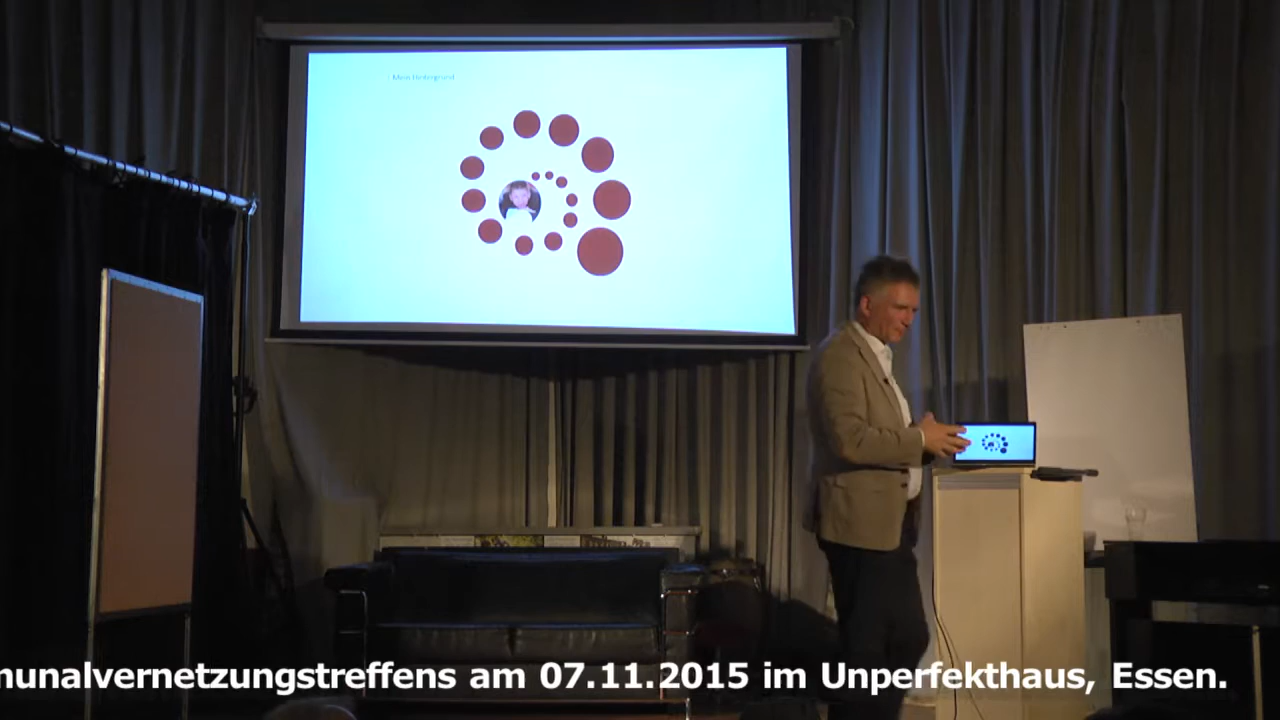 Mein Hintergrund
munalvernetzungstreffens am 07.11.2015 im Unperfekthaus, Essen.